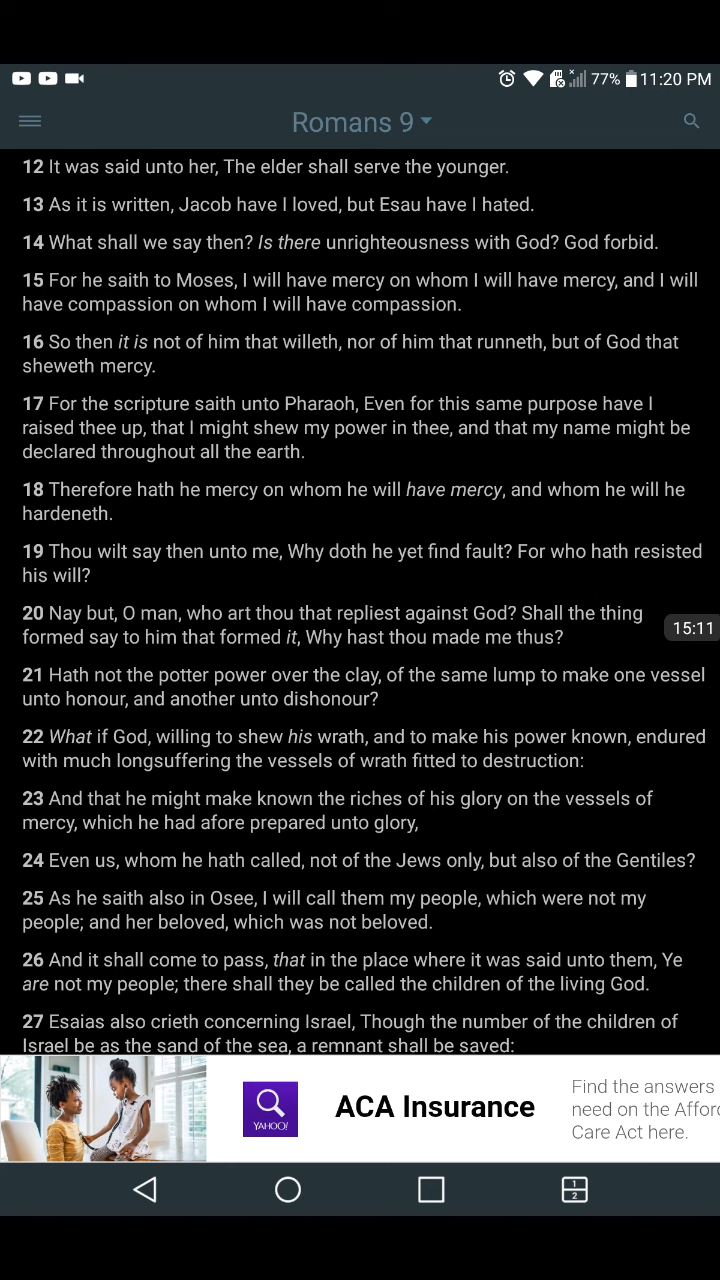 77% 11:20 PM
Romans 9
12 It was said unto her, The elder shall serve the younger.
13 As it is written, Jacob have I loved, but Esau have I hated.
14 What shall we say then? Is there unrighteousness with God? God forbid.
15 For he saith to Moses, I will have mercy on whom I will have mercy, and I will
have compassion on whom I will have compassion.
16 So then it is not of him that willeth, nor of him that runneth, but of God that
sheweth mercy.
17 For the scripture saith unto Pharaoh, Even for this same purpose have I
raised thee up, that I might shew my power in thee, and that my name might be
declared throughout all the earth.
18 Therefore hath he mercy on whom he will have mercy, and whom he will he
hardeneth.
19 Thou wilt say then unto me, Why doth he yet find fault? For who hath resisted
his will?
20 Nay but, O man, who art thou that repliest against God? Shall the thing
formed say to him that formed it, Why hast thou made me thus?
15:11
21 Hath not the potter power over the clay, of the same lump to make one vessel
unto honour, and another unto dishonour?
22 What if God, willing to shew his wrath, and to make his power known, endured
with much longsuffering the vessels of wrath fitted to destruction:
23 And that he might make known the riches of his glory on the vessels of
mercy, which he had afore prepared unto glory,
24 Even us, whom he hath called, not of the Jews only, but also of the Gentiles?
25 As he saith also in Osee, I will call them my people, which were not my
people; and her beloved, which was not beloved.
26 And it shall come to pass, that in the place where it was said unto them, Ye
are not my people; there shall they be called the children of the living God.
27 Esaias also crieth concerning Israel, Though the number of the children of
Israel be as the sand of the sea, a remnant shall be saved:
YAHOO!
ACA Insurance
Find the answers
need on the Affor
Care Act here.
1
2